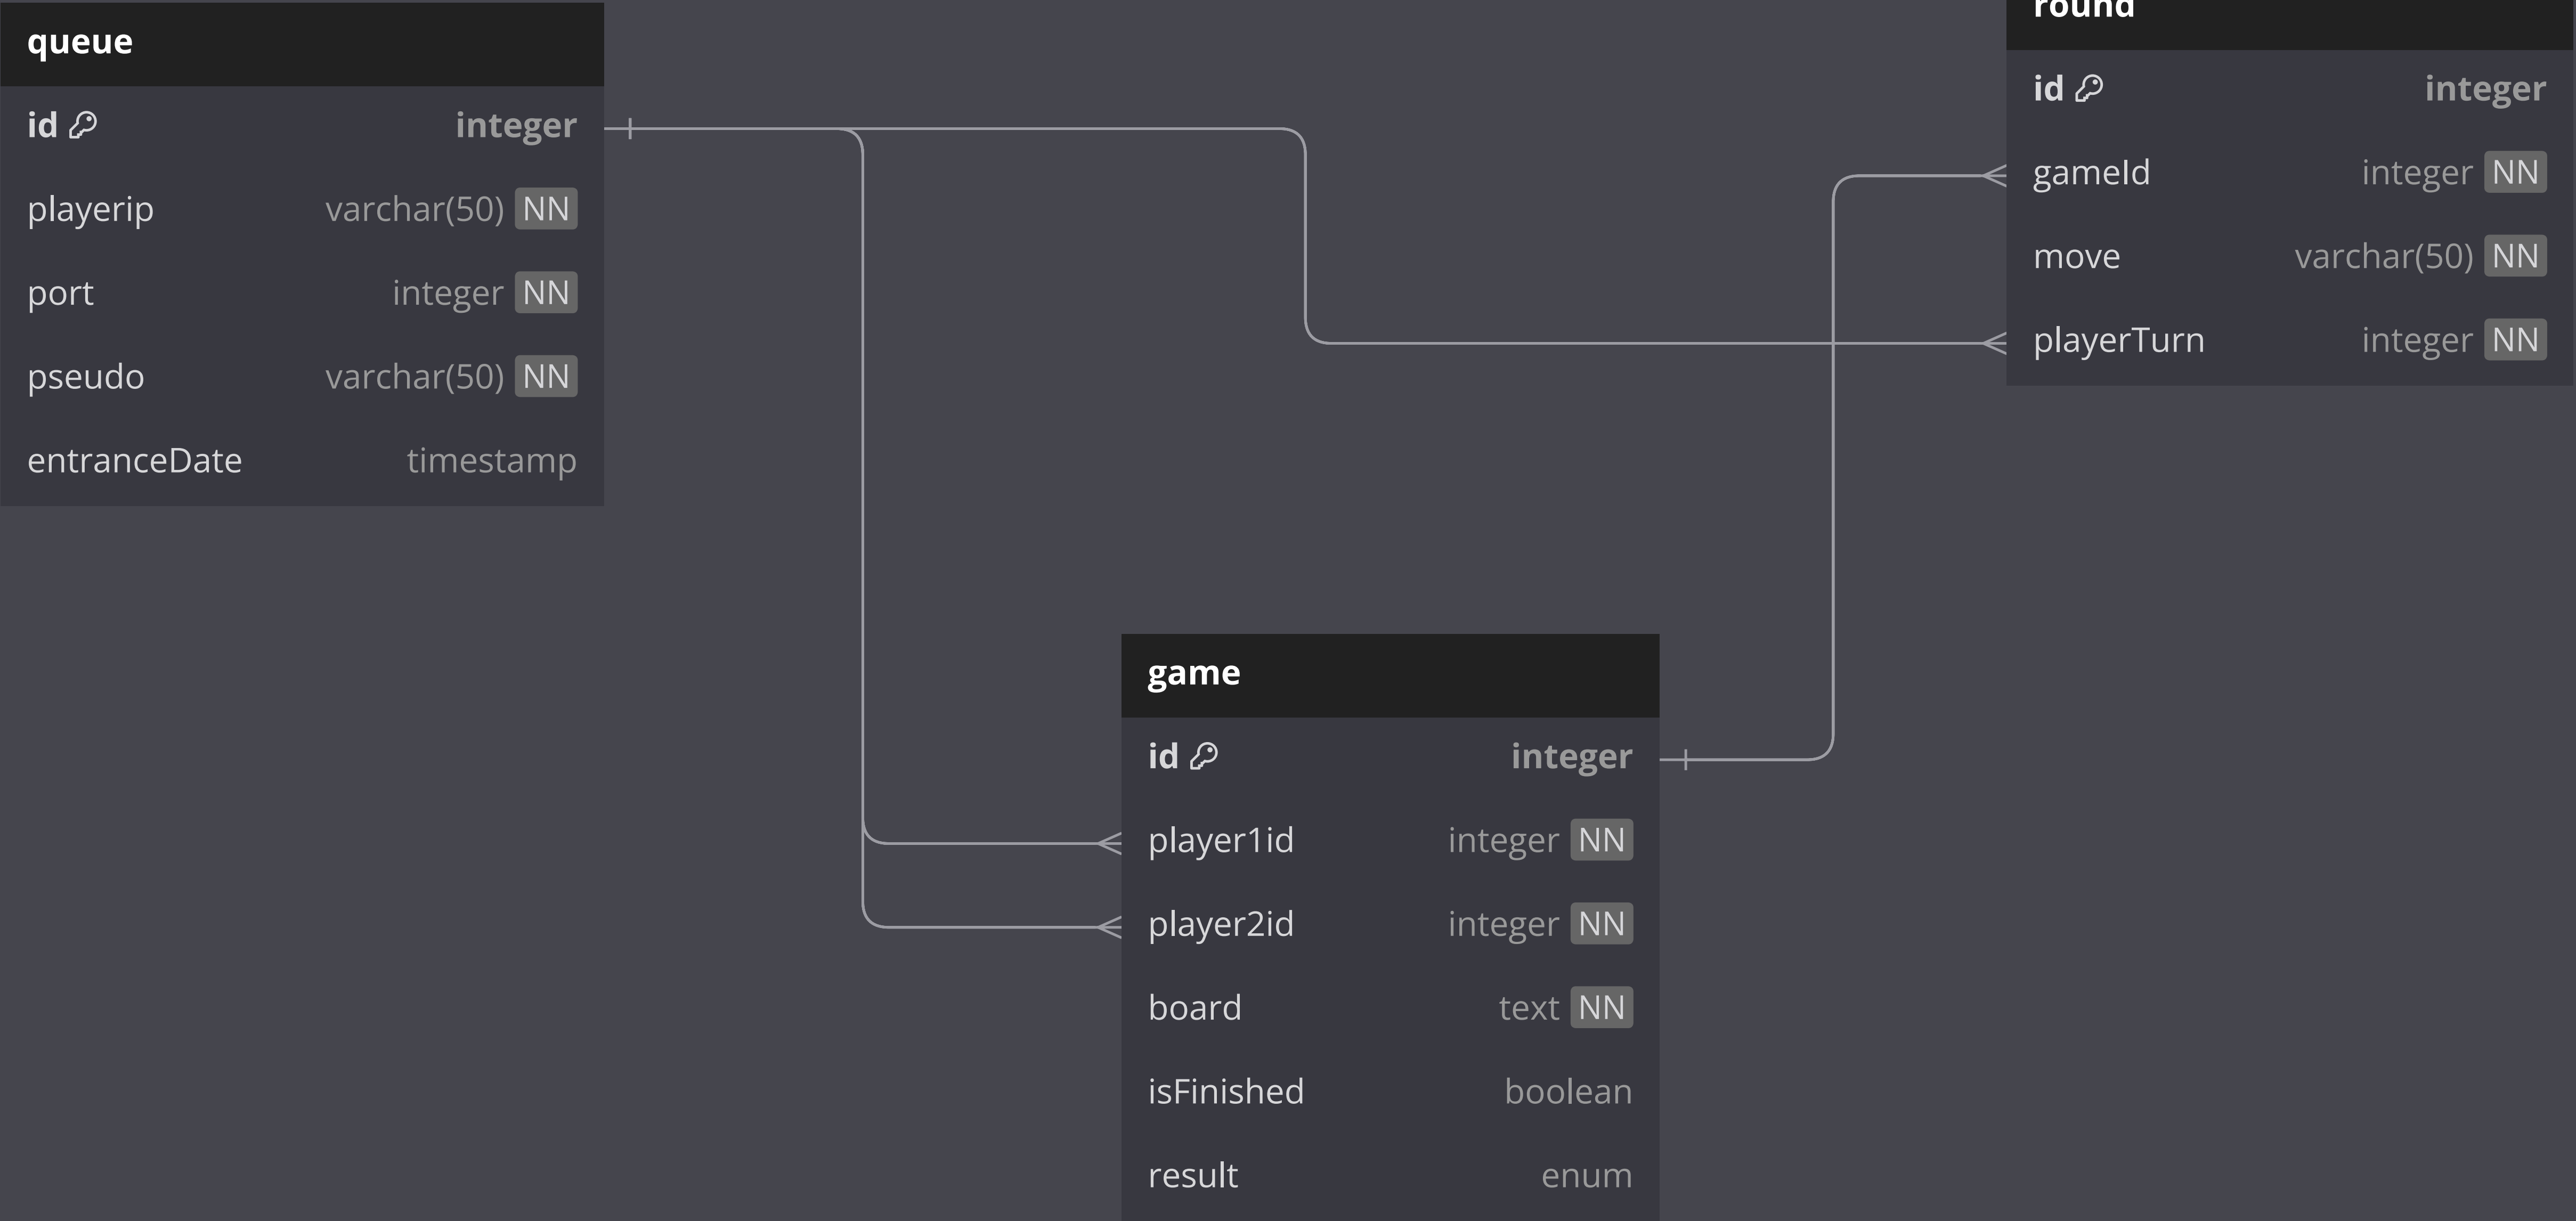 queue
id integer
playerip varchar(50) NN
port integer NN
pseudo varchar(50) NN
entranceDate timestamp
round
id integer
gameId integer NN
move varchar(50) NN
playerTurn integer NN
game
id integer
player1id integer NN
player2id integer NN
board text NN
isFinished boolean
result enum